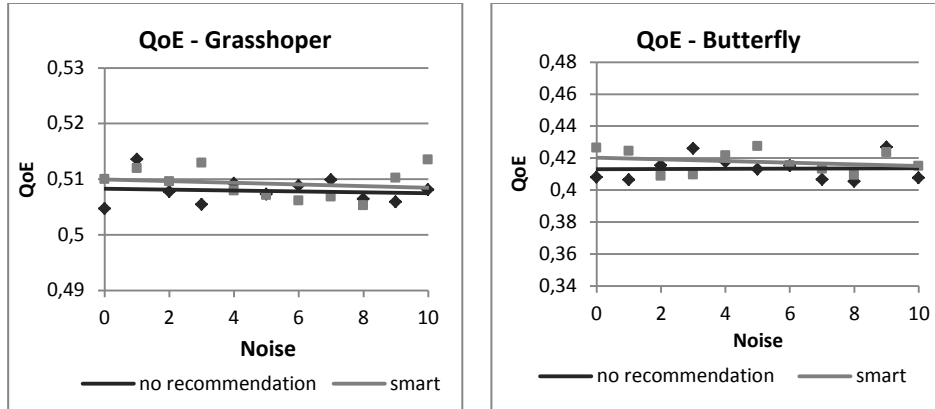 QoE - Grasshoper
0,53
0,52
0,51
0,5
0,49
QoE
0 2 4 6 8 10
Noise
no recommendation smart
QoE - Butterfly
0,48
0,46
0,44
0,42
0,4
0,38
0,36
0,34
QoE
0 2 4 6 8 10
Noise
no recommendation smart